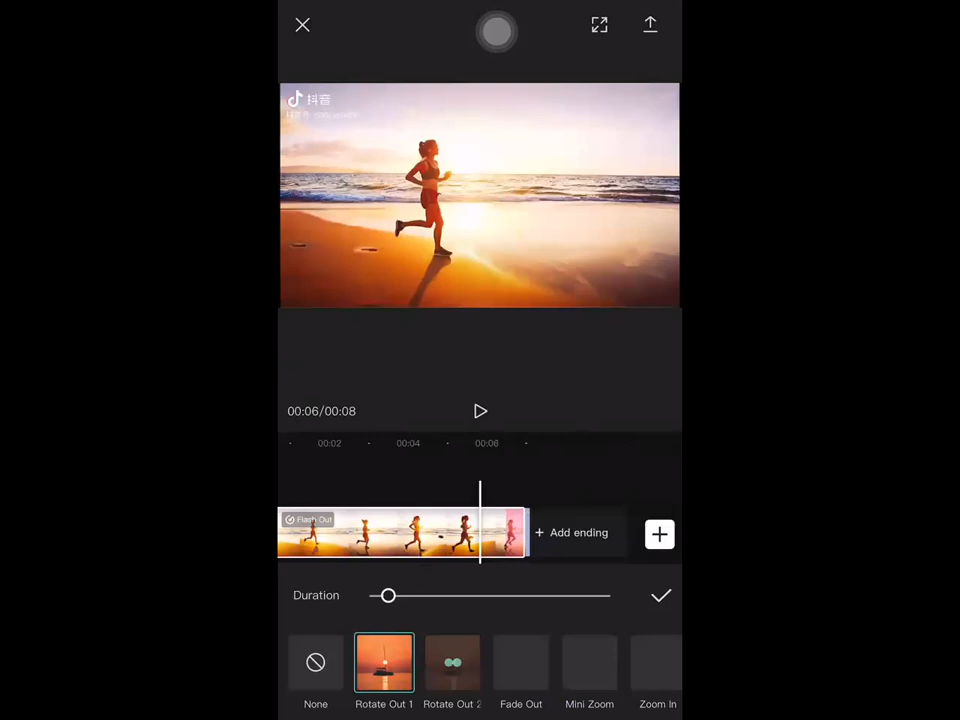 抖音
00:06/00:08
00:02
00:04
00:06
Flash Out
+ Add ending
Duration
None
Rotate Out 1
Rotate Out 2
Fade Out
Mini Zoom
Zoom In